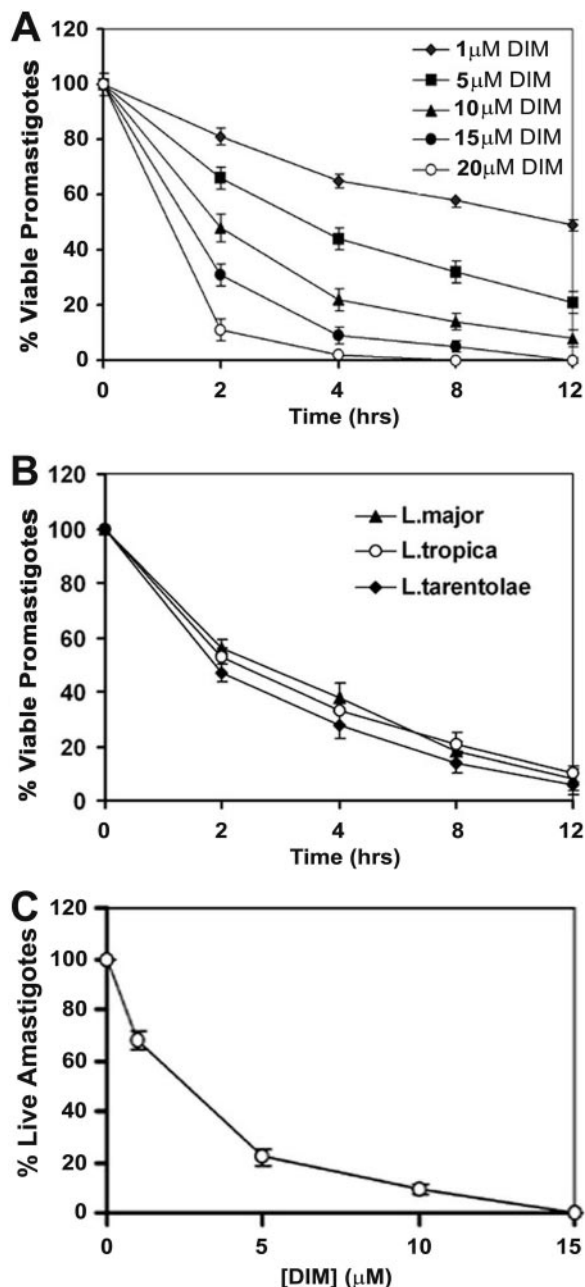 A
120
100
80
60
40
20
0
% Viable Promastigotes
1μM DIM
5μM DIM
10μM DIM
15μM DIM
20μM DIM
0 2 4 8 12
Time (hrs)
B
120
100
80
60
40
20
0
% Viable Promastigotes
L.major
L.tropica
L.tarentolae
0 2 4 8 12
Time (hrs)
C
120
100
80
60
40
20
0
% Live Amastigotes
0 5 10 15
[DIM] (μM)